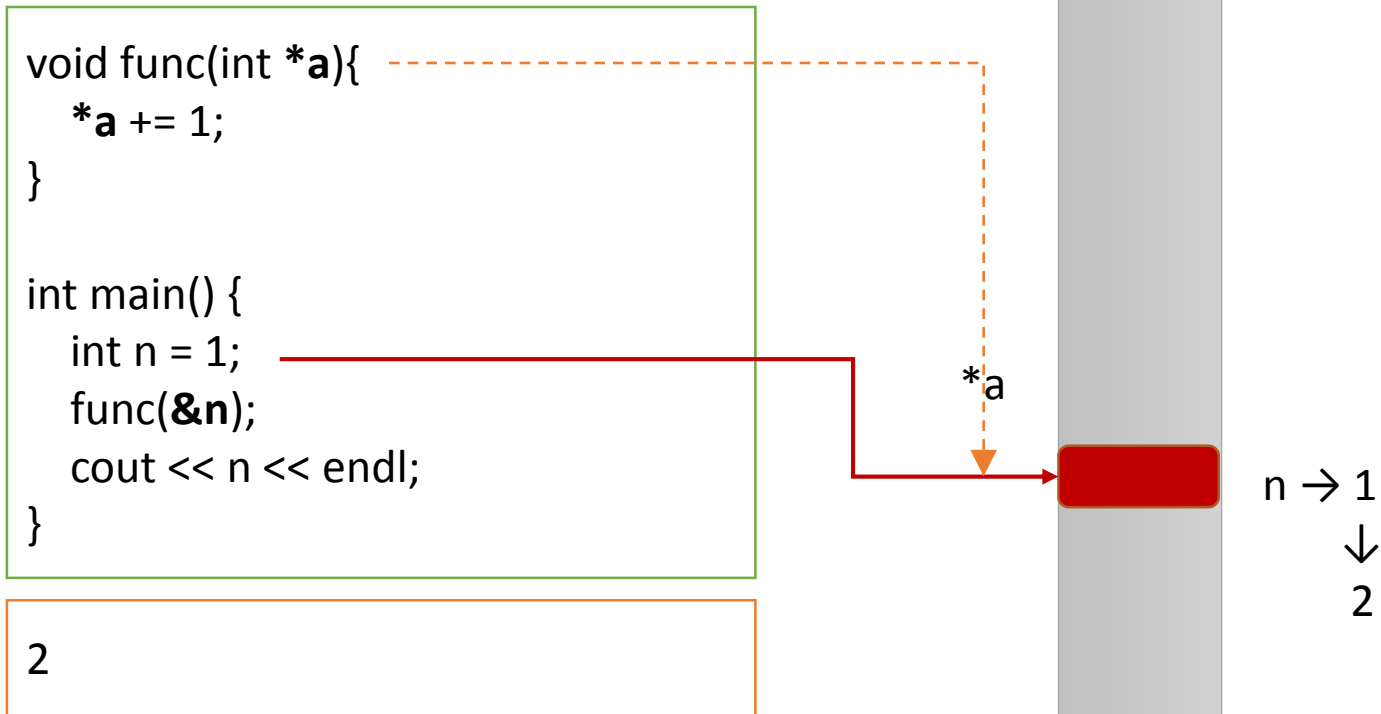 void func(int *a){
*a += 1;
}
int main() {
int n = 1;
func(&n);
cout << n << endl;
}
*a
n → 1
↓
2
2